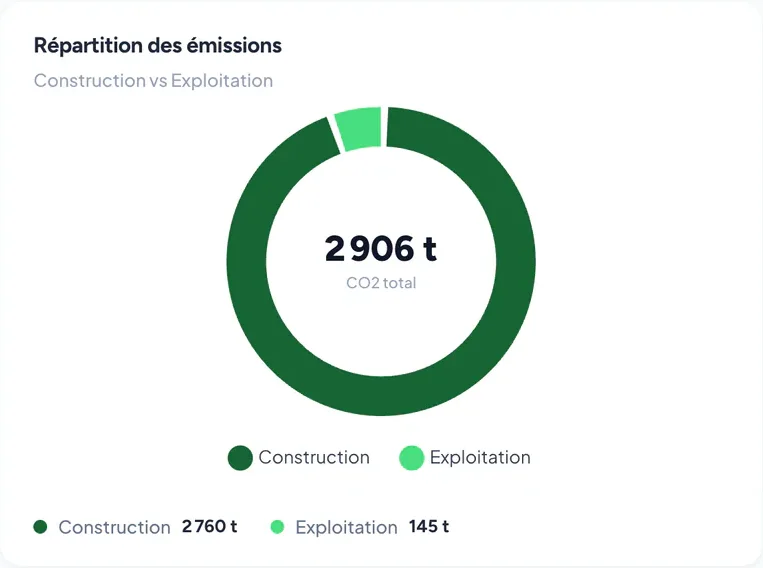 Répartition des émissions
Construction vs Exploitation
2 906 t
CO2 total
Construction Exploitation
Construction 2 760 t Exploitation 145 t